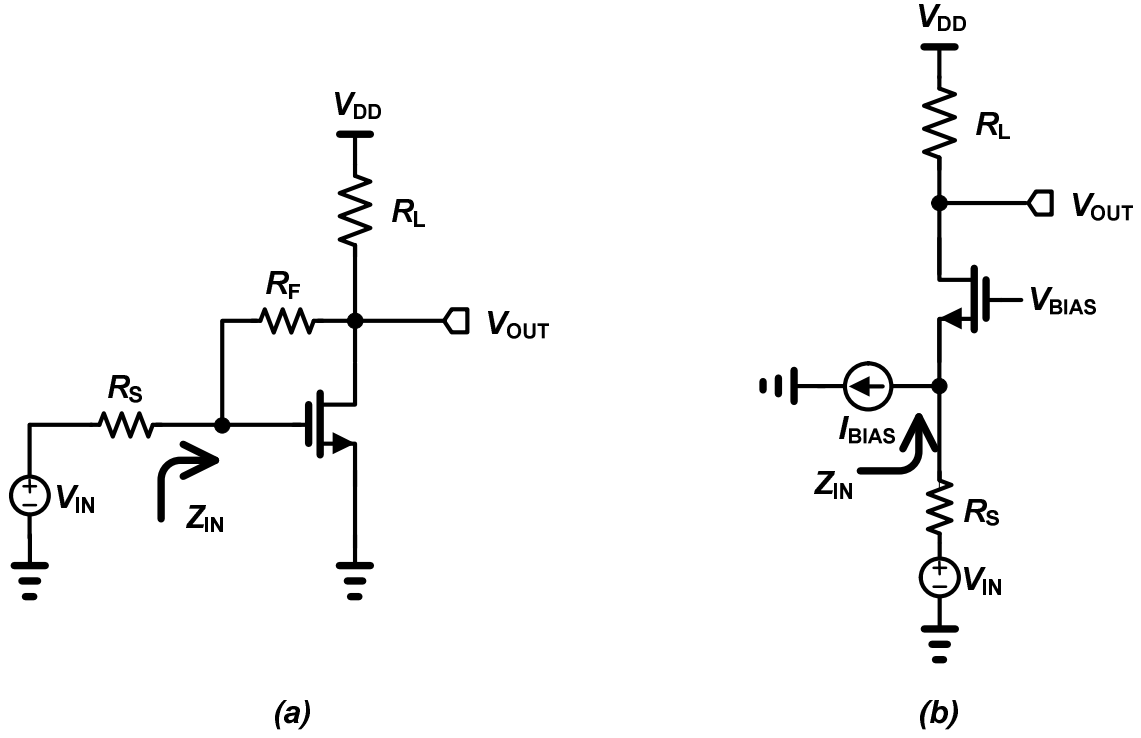 VDD
RL
RF
VOUT
RS
VIN
ZIN
+
−
(a)
VDD
RL
VOUT
VBIAS
IBIAS
ZIN
RS
VIN
+
−
(b)